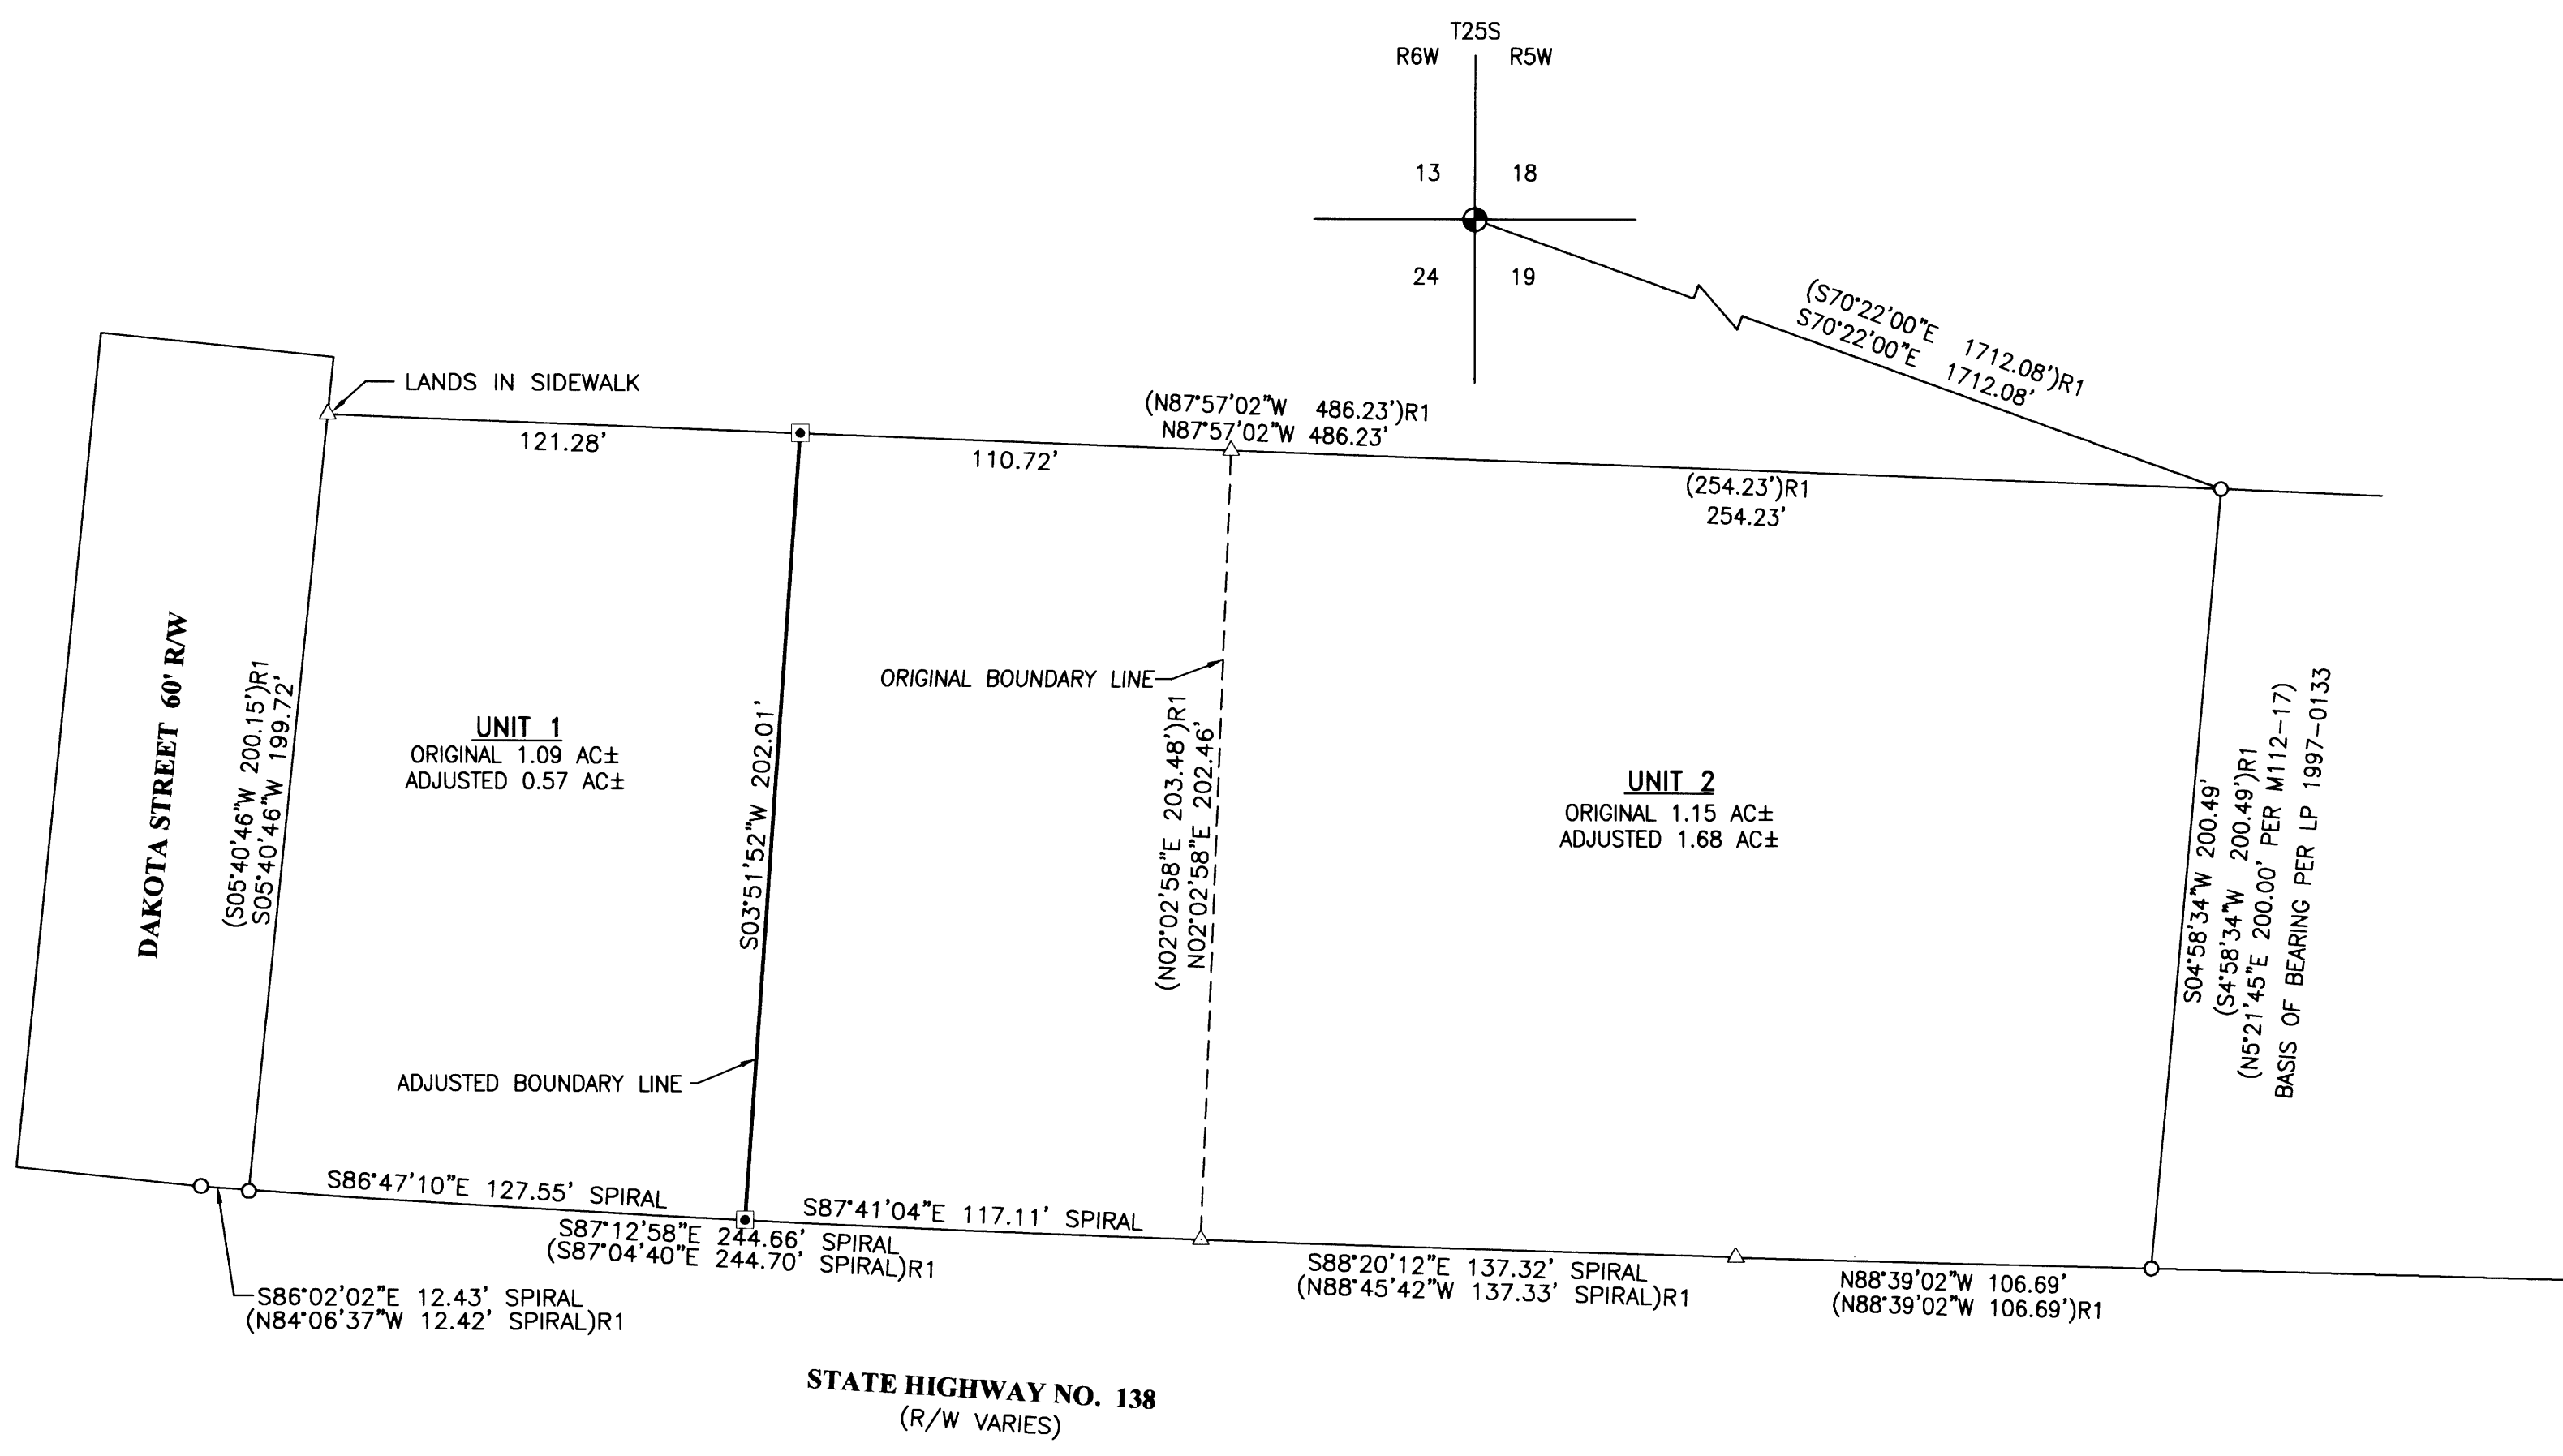 T25S
R6W R5W
13 18
24 19
(S70°22'00"E 1712.08')R1
S70°22'00"E 1712.08'
LANDS IN SIDEWALK
121.28'
(N87°57'02"W 486.23')R1
N87°57'02"W 486.23'
110.72'
(254.23')R1
254.23'
DAKOTA STREET 60' R/W
(S05°40'46"W 200.15')R1
S05°40'46"W 199.72'
UNIT 1
ORIGINAL 1.09 AC±
ADJUSTED 0.57 AC±
S03°51'52"W 202.01'
ADJUSTED BOUNDARY LINE
ORIGINAL BOUNDARY LINE
(N02°02'58"E 203.48')R1
N02°02'58"E 202.46'
UNIT 2
ORIGINAL 1.15 AC±
ADJUSTED 1.68 AC±
S04°58'34"W 200.49'
(S4°58'34"W 200.49')R1
(N5°21'45"E 200.00' PER M112-17)
BASIS OF BEARING PER LP 1997-0133
S86°47'10"E 127.55' SPIRAL
S87°41'04"E 117.11' SPIRAL
S87°12'58"E 244.66' SPIRAL
(S87°04'40"E 244.70' SPIRAL)R1
S86°02'02"E 12.43' SPIRAL
(N84°06'37"W 12.42' SPIRAL)R1
S88°20'12"E 137.32' SPIRAL
(N88°45'42"W 137.33' SPIRAL)R1
N88°39'02"W 106.69'
(N88°39'02"W 106.69')R1
STATE HIGHWAY NO. 138
(R/W VARIES)